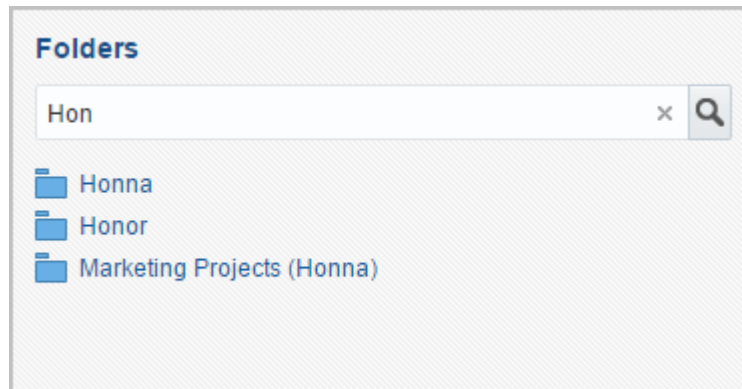 Folders
Hon
Honna
Honor
Marketing Projects (Honna)